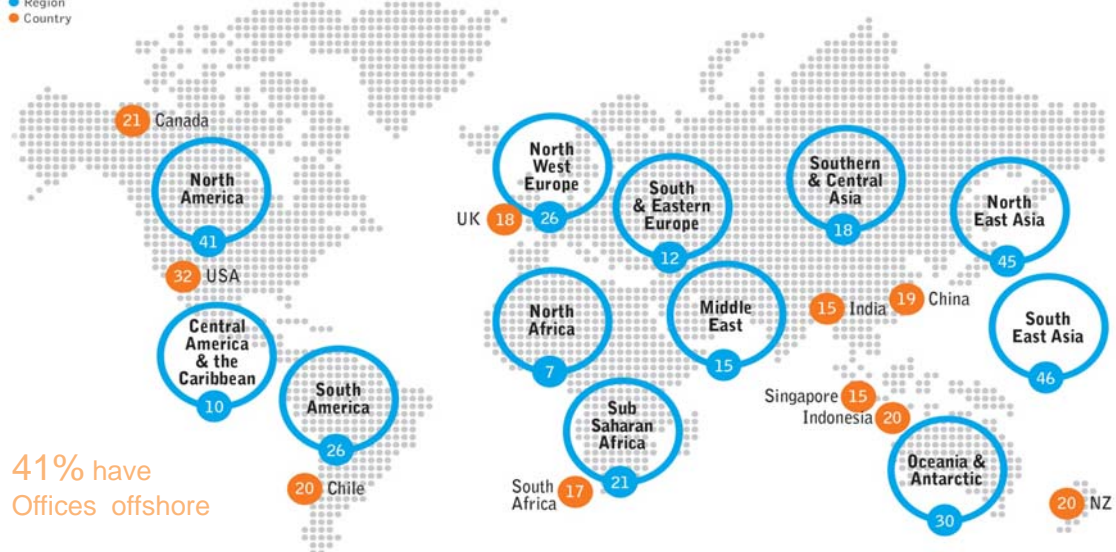 Region
Country
21 Canada
North
America
41
32 USA
Central
America
& the
Caribbean
10
South
America
26
20 Chile
41% have
Offices offshore
North
West
Europe
26
UK 18
South
& Eastern
Europe
12
Southern
& Central
Asia
18
North
East Asia
45
North
Africa
7
Middle
East
15
15 India
19 China
South
East Asia
46
Sub
Saharan
Africa
21
South
Africa
17
Singapore 15
Indonesia 20
Oceania &
Antarctic
30
20 NZ